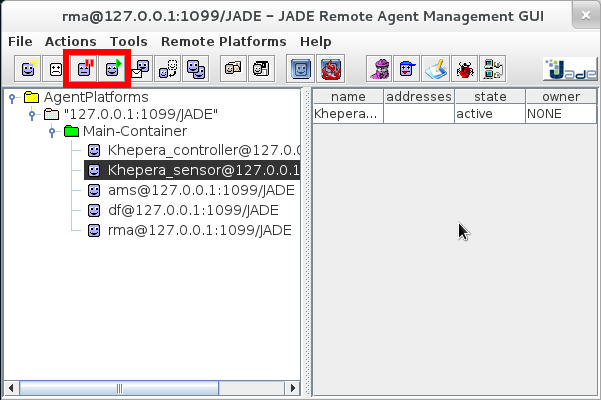 rma@127.0.0.1:1099/JADE – JADE Remote Agent Management GUI
File Actions Tools Remote Platforms Help
Jade
AgentPlatforms
"127.0.0.1:1099/JADE"
Main-Container
Khepera_controller@127.0.0
Khepera_sensor@127.0.0.1
ams@127.0.0.1:1099/JADE
df@127.0.0.1:1099/JADE
rma@127.0.0.1:1099/JADE
name addresses state owner
Khepera... active NONE